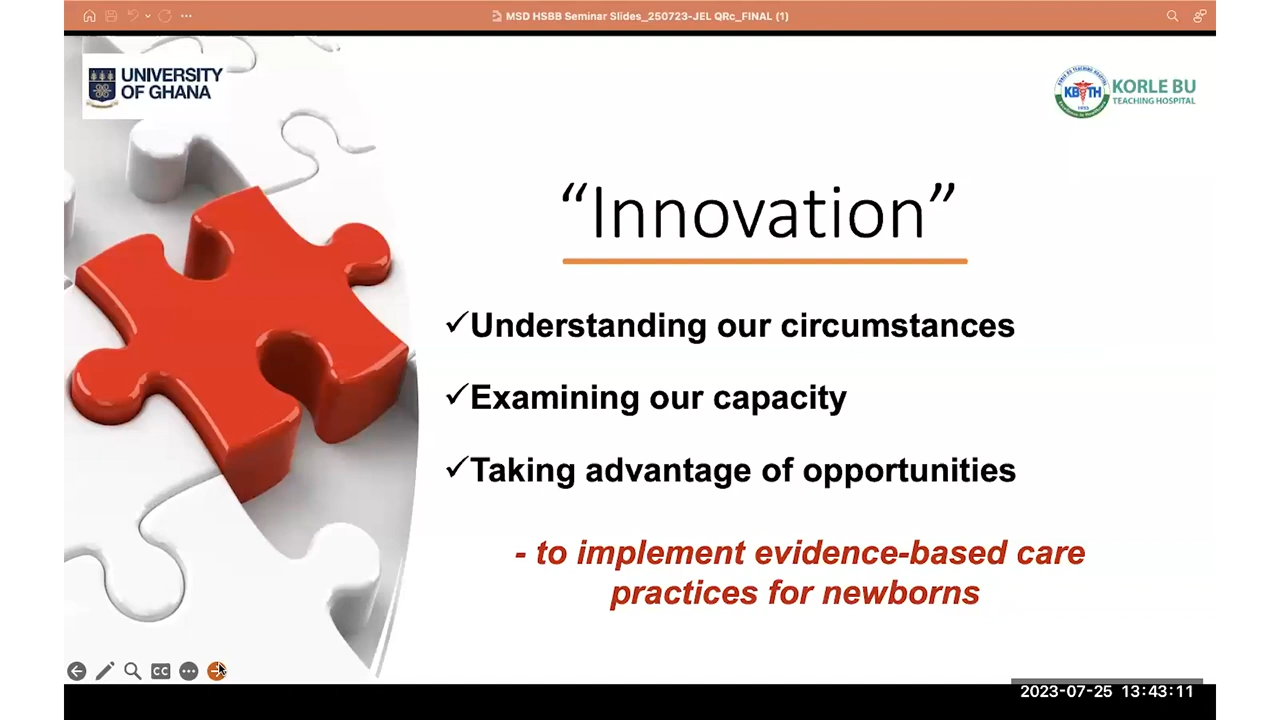 MSD HSBB Seminar Slides_250723-JEL QRc_FINAL (1)
UNIVERSITY
OF GHANA
KBTH
KORLE BU
TEACHING HOSPITAL
“Innovation”
✓Understanding our circumstances
✓Examining our capacity
✓Taking advantage of opportunities
- to implement evidence-based care
practices for newborns
CC
2023-07-25 13:43:11